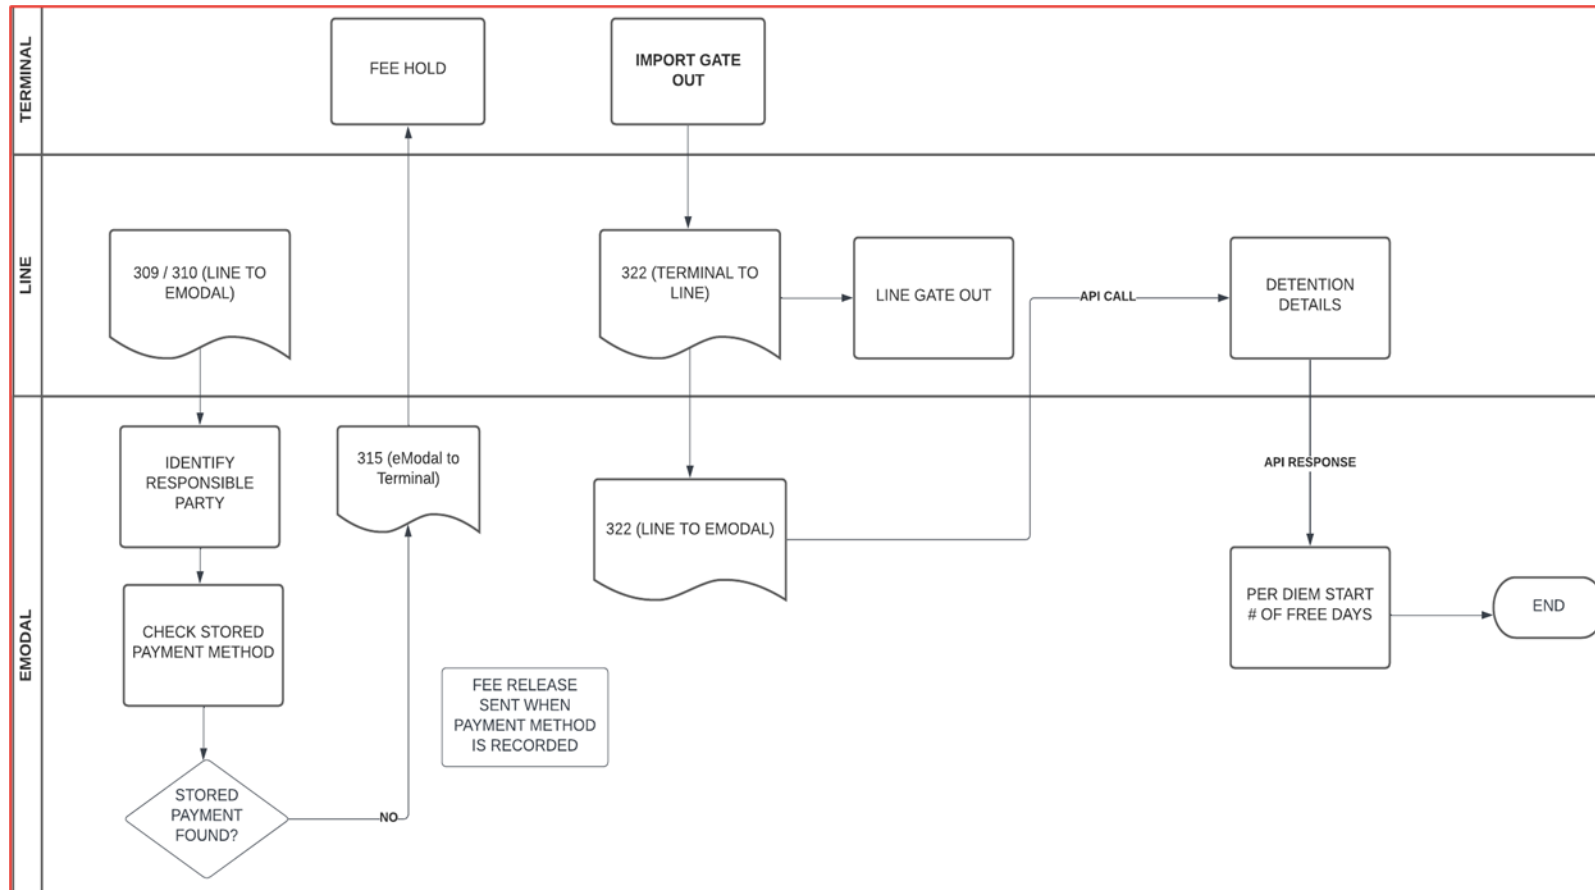 TERMINAL
FEE HOLD
IMPORT GATE
OUT
LINE
309 / 310 (LINE TO
EMODAL)
322 (TERMINAL TO
LINE)
LINE GATE OUT
API CALL
DETENTION
DETAILS
EMODAL
IDENTIFY
RESPONSIBLE
PARTY
315 (eModal to
Terminal)
322 (LINE TO EMODAL)
API RESPONSE
PER DIEM START
# OF FREE DAYS
END
CHECK STORED
PAYMENT METHOD
FEE RELEASE
SENT WHEN
PAYMENT METHOD
IS RECORDED
STORED
PAYMENT
FOUND?
NO